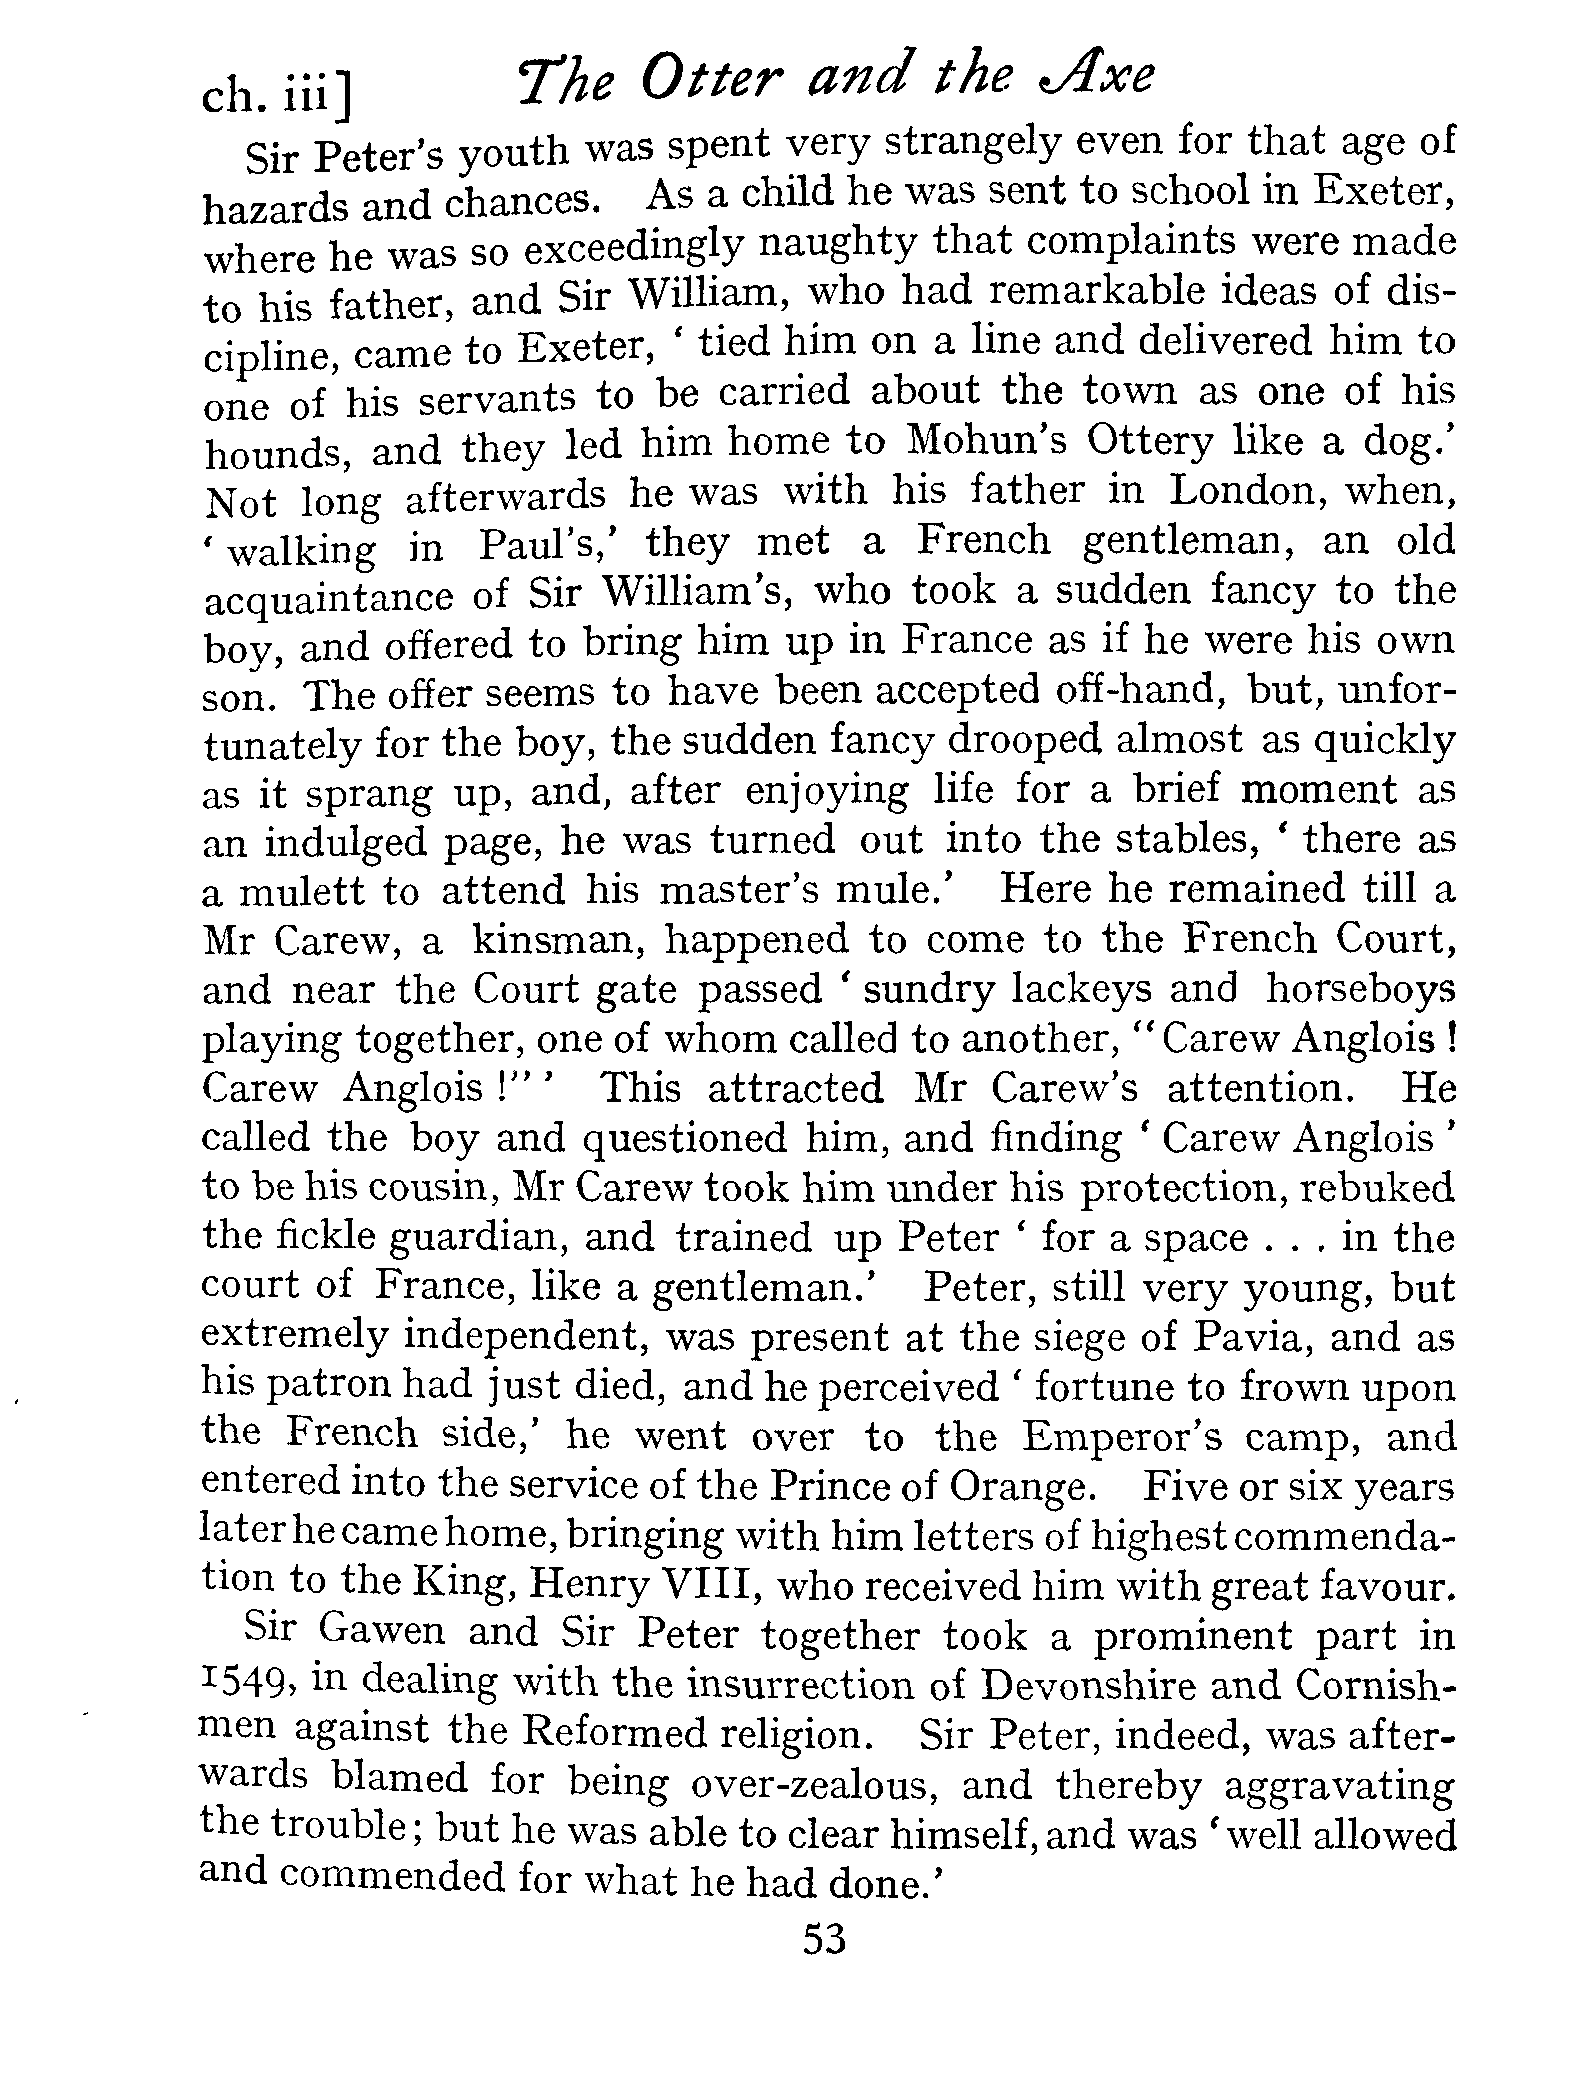 ch. iii] The Otter and the Axe
Sir Peter's youth was spent very strangely even for that age of
hazards and chances. As a child he was sent to school in Exeter,
where he was so exceedingly naughty that complaints were made
to his father, and Sir William, who had remarkable ideas of dis-
cipline, came to Exeter, ‘ tied him on a line and delivered him to
one of his servants to be carried about the town as one of his
hounds, and they led him home to Mohun's Ottery like a dog.’
Not long afterwards he was with his father in London, when,
‘ walking in Paul's,’ they met a French gentleman, an old
acquaintance of Sir William's, who took a sudden fancy to the
boy, and offered to bring him up in France as if he were his own
son. The offer seems to have been accepted off-hand, but, unfor-
tunately for the boy, the sudden fancy drooped almost as quickly
as it sprang up, and, after enjoying life for a brief moment as
an indulged page, he was turned out into the stables, ‘ there as
a mulett to attend his master's mule.’ Here he remained till a
Mr Carew, a kinsman, happened to come to the French Court,
and near the Court gate passed ‘ sundry lackeys and horseboys
playing together, one of whom called to another, “ Carew Anglois !
Carew Anglois !” ’ This attracted Mr Carew's attention. He
called the boy and questioned him, and finding ‘ Carew Anglois ’
to be his cousin, Mr Carew took him under his protection, rebuked
the fickle guardian, and trained up Peter ‘ for a space . . . in the
court of France, like a gentleman.’ Peter, still very young, but
extremely independent, was present at the siege of Pavia, and as
his patron had just died, and he perceived ‘ fortune to frown upon
the French side,’ he went over to the Emperor's camp, and
entered into the service of the Prince of Orange. Five or six years
later he came home, bringing with him letters of highest commenda-
tion to the King, Henry VIII, who received him with great favour.
Sir Gawen and Sir Peter together took a prominent part in
1549, in dealing with the insurrection of Devonshire and Cornish-
men against the Reformed religion. Sir Peter, indeed, was after-
wards blamed for being over-zealous, and thereby aggravating
the trouble; but he was able to clear himself, and was ‘well allowed
and commended for what he had done.’
53